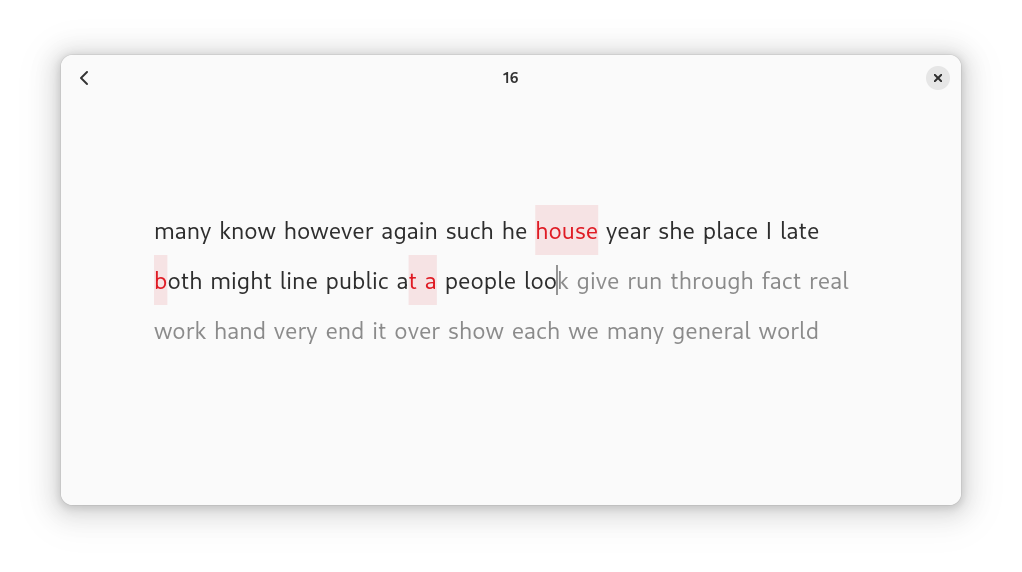 16
many know however again such he house year she place I late
both might line public at a people look give run through fact real
work hand very end it over show each we many general world